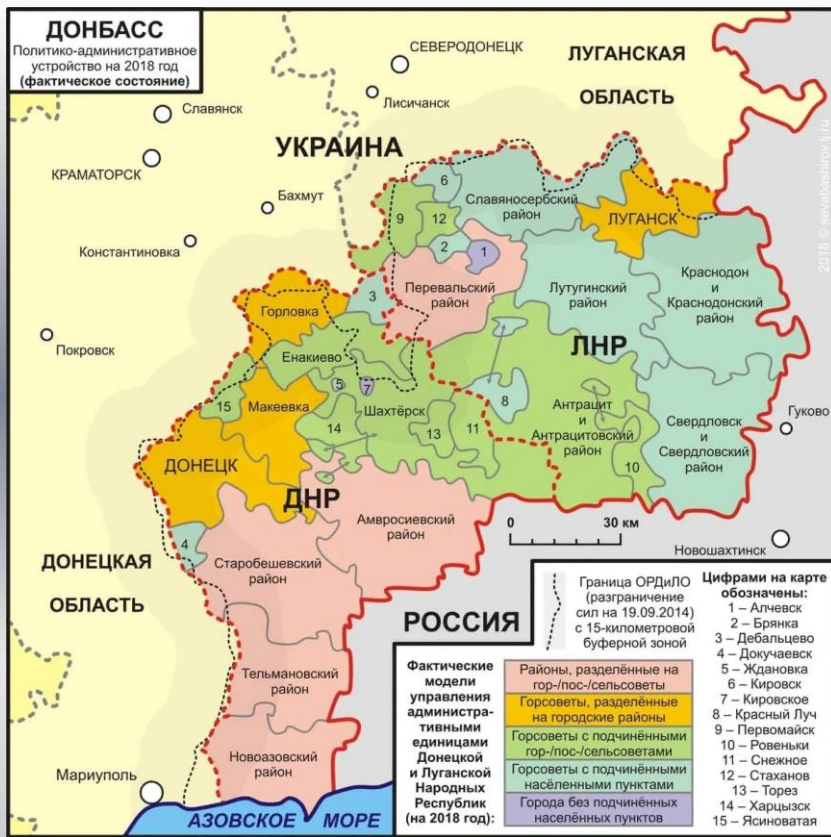 ДОНБАСС
Политико-административное
устройство на 2018 год
(фактическое состояние)
СЕВЕРОДОНЕЦК
ЛУГАНСКАЯ
ОБЛАСТЬ
Лисичанск
Славянск
УКРАИНА
КРАМАТОРСК
Бахмут
Константиновка
Покровск
6
Славяносербский
район
ЛУГАНСК
9
12
2
1
Перевальский
район
Лутугинский
район
Краснодон
и
Краснодонский
район
3
Горловка
Енакиево
ЛНР
5
7
8
15
Макеевка
Шахтёрск
Антрацит
и
Антрацитовский
район
Свердловск
и
Свердловский
район
Гуково
14
13
11
10
ДОНЕЦК
ДНР
Амвросиевский
район
0
30 км
4
Старобешевский
район
Новошахтинск
ДОНЕЦКАЯ
ОБЛАСТЬ
РОССИЯ
Тельмановский
район
Новоазовский
район
Мариуполь
АЗОВСКОЕ МОРЕ
2018 © sevabashirov.li.ru
Граница ОРДиЛО
(разграничение
сил на 19.09.2014)
с 15-километровой
буферной зоной
Фактические
модели
управления
администра-
тивными
единицами
Донецкой
и Луганской
Народных
Республик
(на 2018 год):
Районы, разделённые на
гор-/пос-/сельсоветы
Горсоветы, разделённые
на городские районы
Горсоветы с подчинёнными
гор-/пос-/сельсоветами
Горсоветы с подчинёнными
населёнными пунктами
Города без подчинённых
населённых пунктов
Цифрами на карте
обозначены:
1 – Алчевск
2 – Брянка
3 – Дебальцево
4 – Докучаевск
5 – Ждановка
6 – Кировск
7 – Кировское
8 – Красный Луч
9 – Первомайск
10 – Ровеньки
11 – Снежное
12 – Стаханов
13 – Торез
14 – Харцызск
15 – Ясиноватая